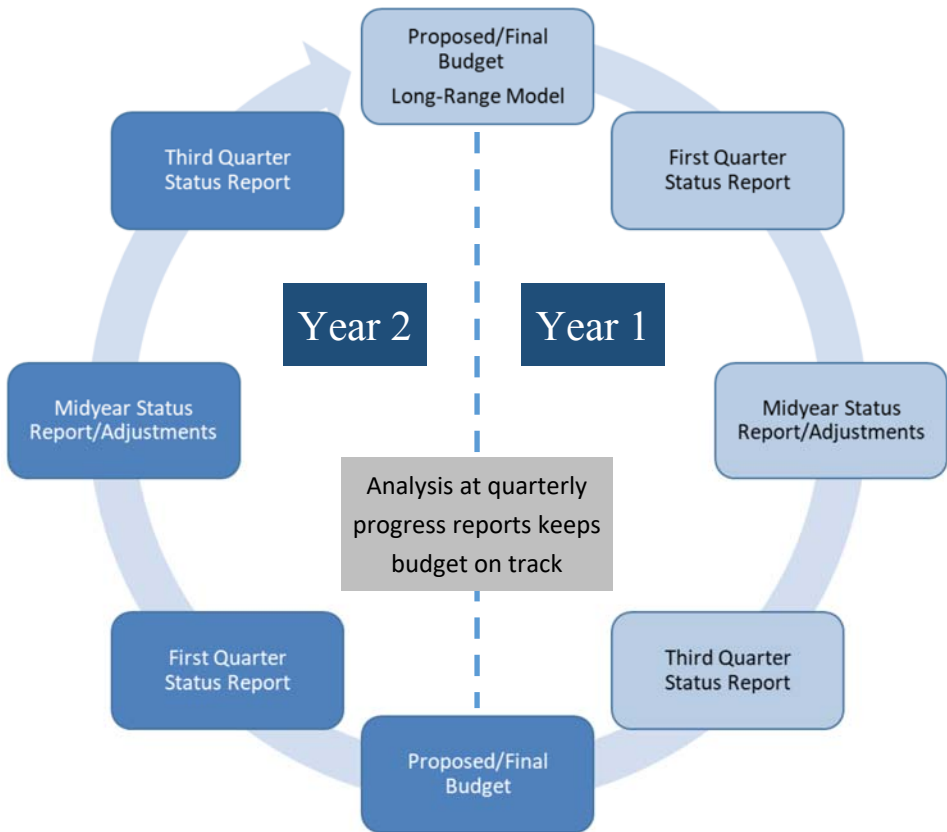 Proposed/Final
Budget
Long-Range Model
First Quarter
Status Report
Midyear Status
Report/Adjustments
Third Quarter
Status Report
Proposed/Final
Budget
First Quarter
Status Report
Midyear Status
Report/Adjustments
Third Quarter
Status Report
Year 2
Year 1
Analysis at quarterly
progress reports keeps
budget on track